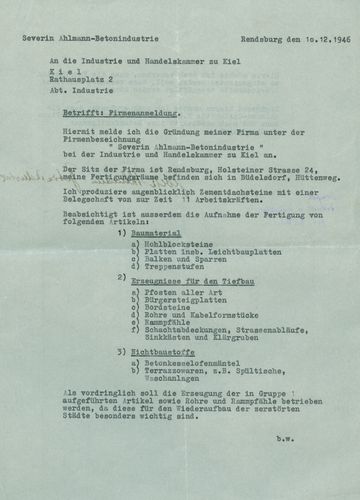 Severin Ahlmann-Betonindustrie Rendsburg den 10.12.1946
An die Industrie und Handelskammer zu Kiel
K i e l
Rathausplatz 2
Abt. Industrie
Betrifft: Firmenanmeldung.
Hiermit melde ich die Gründung meiner Firma unter der
Firmenbezeichnung
" Severin Ahlmann-Betonindustrie "
bei der Industrie und Handelskammer zu Kiel an.
Der Sitz der Firma ist Rendsburg, Holsteiner Strasse 24,
meine Fertigungsräume befinden sich in Büdelsdorf, Hüttenweg.
Ich produziere augenblicklich Zementdachsteine mit einer
Belegschaft von zur Zeit 11 Arbeitskräften.
Beabsichtigt ist ausserdem die Aufnahme der Fertigung von
folgenden Artikeln:
1) Baumaterial
a) Hohlblocksteine
b) Platten insb. Leichtbauplatten
c) Balken und Sparren
d) Treppenstufen
2) Erzeugnisse für den Tiefbau
a) Pfosten aller Art
b) Bürgersteigplatten
c) Bordsteine
d) Rohre und Kabelformstücke
e) Rammpfähle
f) Schachtabdeckungen, Strassenabläufe,
Sinkkästen und Klärgruben
3) Nichtbaustoffe
a) Betonkesselofenmäntel
b) Terrazzowaren, z.B. Spültische,
Waschanlagen
Als vordringlich soll die Erzeugung der in Gruppe 1
aufgeführten Artikel sowie Rohre und Rammpfähle betrieben
werden, da diese für den Wiederaufbau der zerstörten
Städte besonders wichtig sind.
b.w.